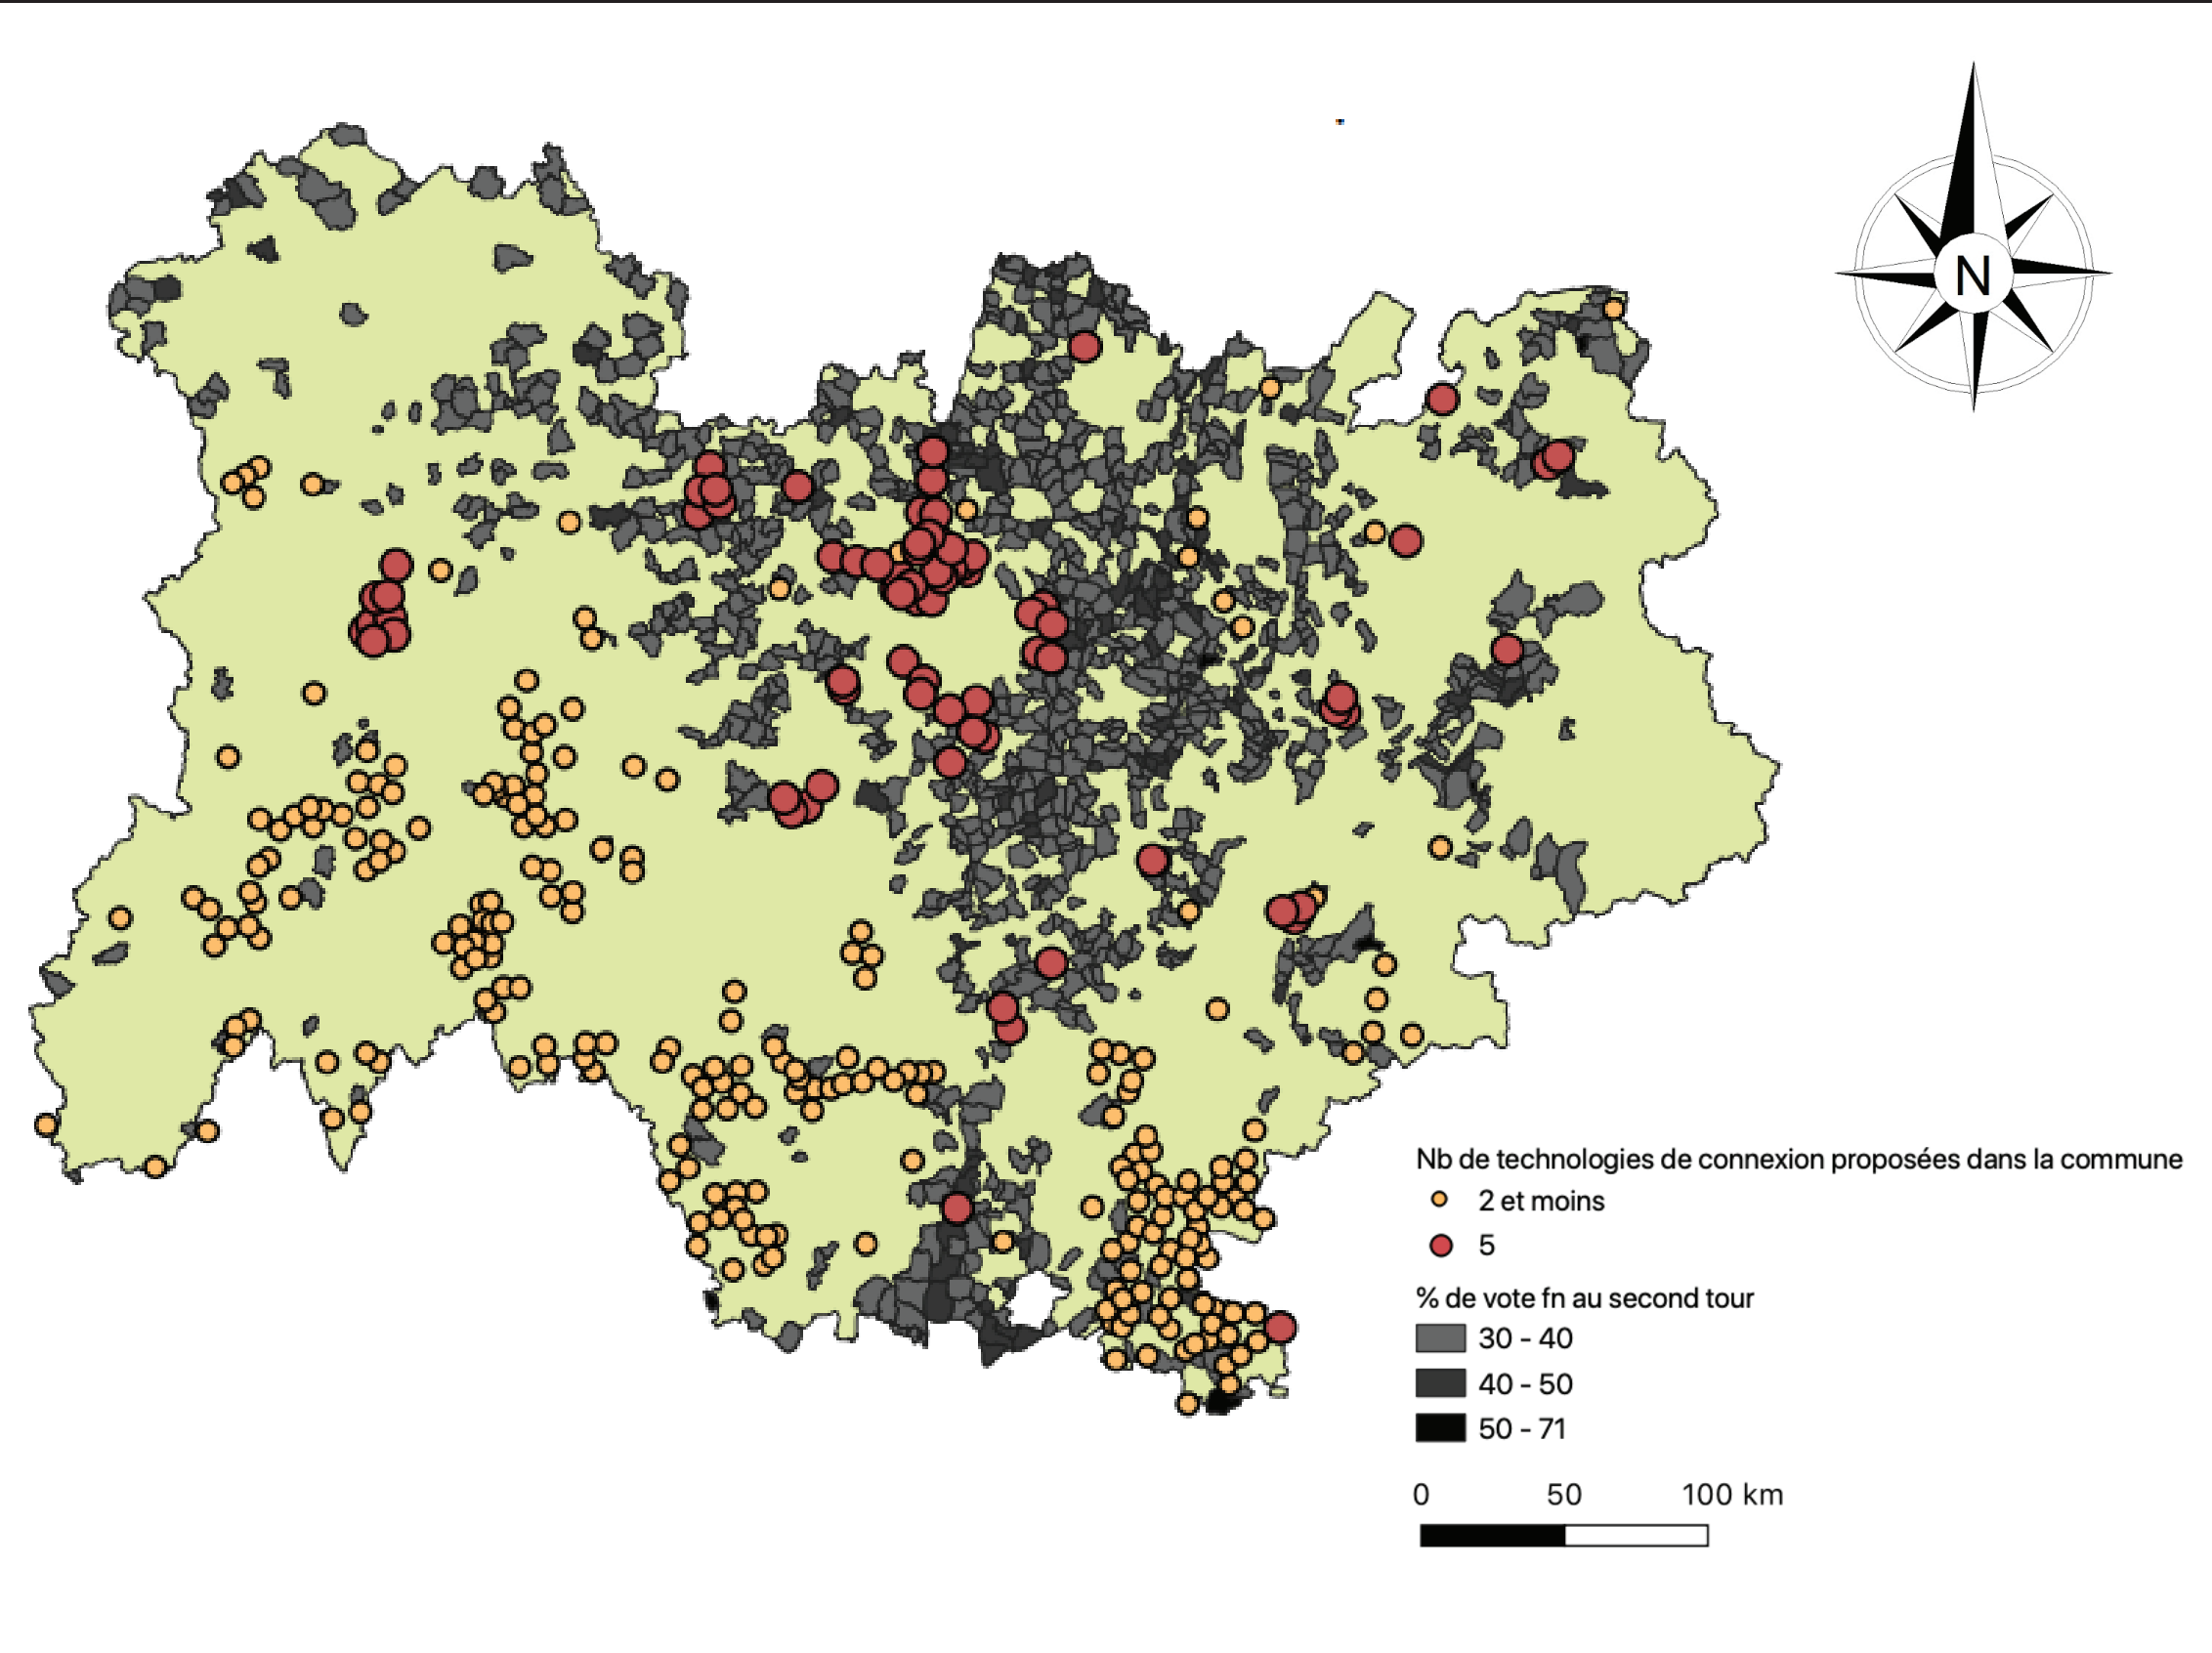 N
Nb de technologies de connexion proposées dans la commune
2 et moins
5
% de vote fn au second tour
30 - 40
40 - 50
50 - 71
0 50 100 km